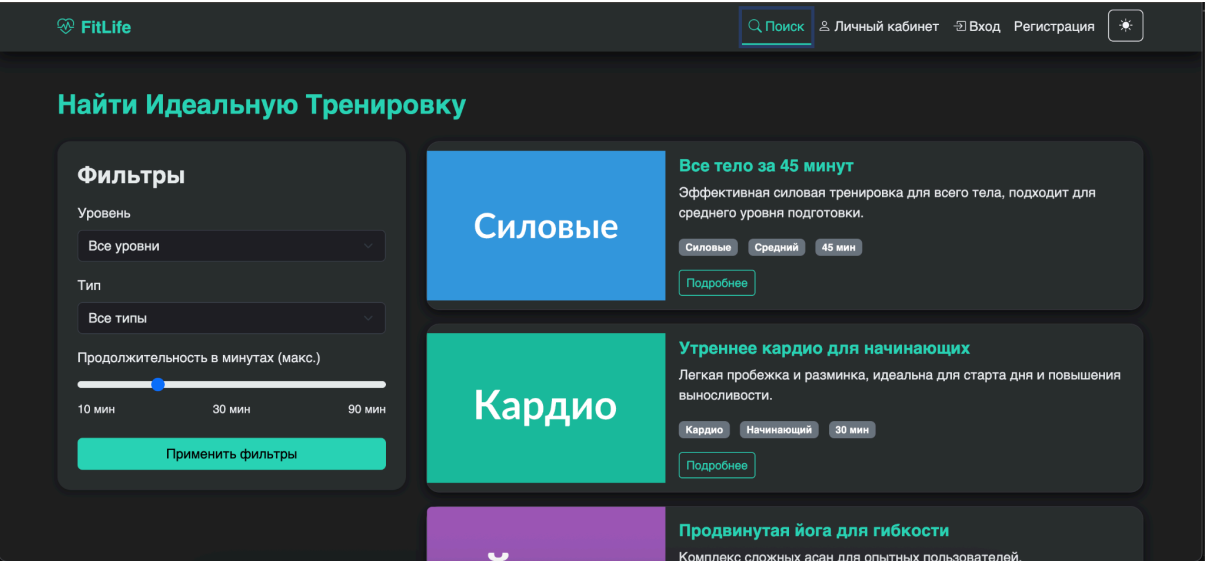 FitLife
Поиск Личный кабинет Вход Регистрация
Найти Идеальную Тренировку
Фильтры
Уровень
Все уровни
Тип
Все типы
Продолжительность в минутах (макс.)
10 мин 30 мин 90 мин
Применить фильтры
Силовые
Все тело за 45 минут
Эффективная силовая тренировка для всего тела, подходит для
среднего уровня подготовки.
Силовые Средний 45 мин
Подробнее
Кардио
Утреннее кардио для начинающих
Легкая пробежка и разминка, идеальна для старта дня и повышения
выносливости.
Кардио Начинающий 30 мин
Подробнее
Продвинутая йога для гибкости
Комплекс сложных асан для опытных пользователей.